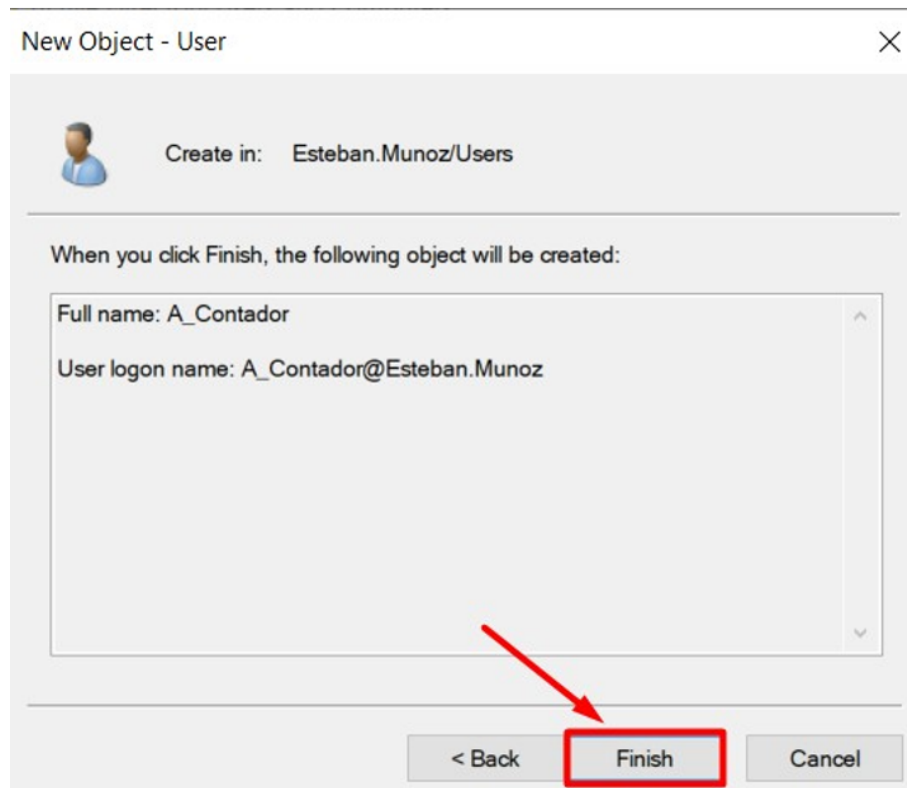 New Object - User
Create in: Esteban.Munoz/Users
When you click Finish, the following object will be created:
Full name: A_Contador
User logon name: A_Contador@Esteban.Munoz
< Back Finish Cancel